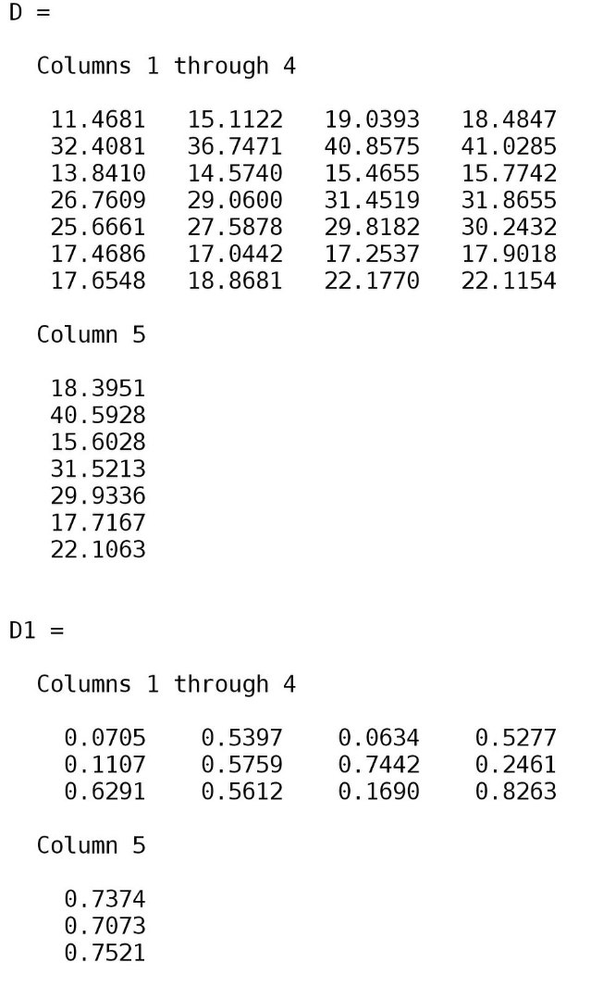 D =
Columns 1 through 4
11.4681 15.1122 19.0393 18.4847
32.4081 36.7471 40.8575 41.0285
13.8410 14.5740 15.4655 15.7742
26.7609 29.0600 31.4519 31.8655
25.6661 27.5878 29.8182 30.2432
17.4686 17.0442 17.2537 17.9018
17.6548 18.8681 22.1770 22.1154
Column 5
18.3951
40.5928
15.6028
31.5213
29.9336
17.7167
22.1063
D1 =
Columns 1 through 4
0.0705 0.5397 0.0634 0.5277
0.1107 0.5759 0.7442 0.2461
0.6291 0.5612 0.1690 0.8263
Column 5
0.7374
0.7073
0.7521